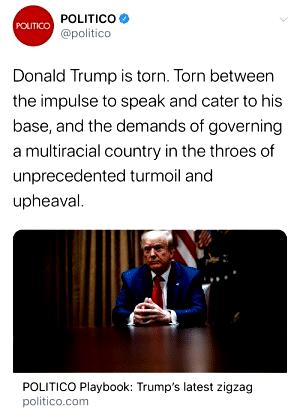 POLITICO
POLITICO
@politico
Donald Trump is torn. Torn between
the impulse to speak and cater to his
base, and the demands of governing
a multiracial country in the throes of
unprecedented turmoil and
upheaval.
POLITICO Playbook: Trump's latest zigzag
politico.com